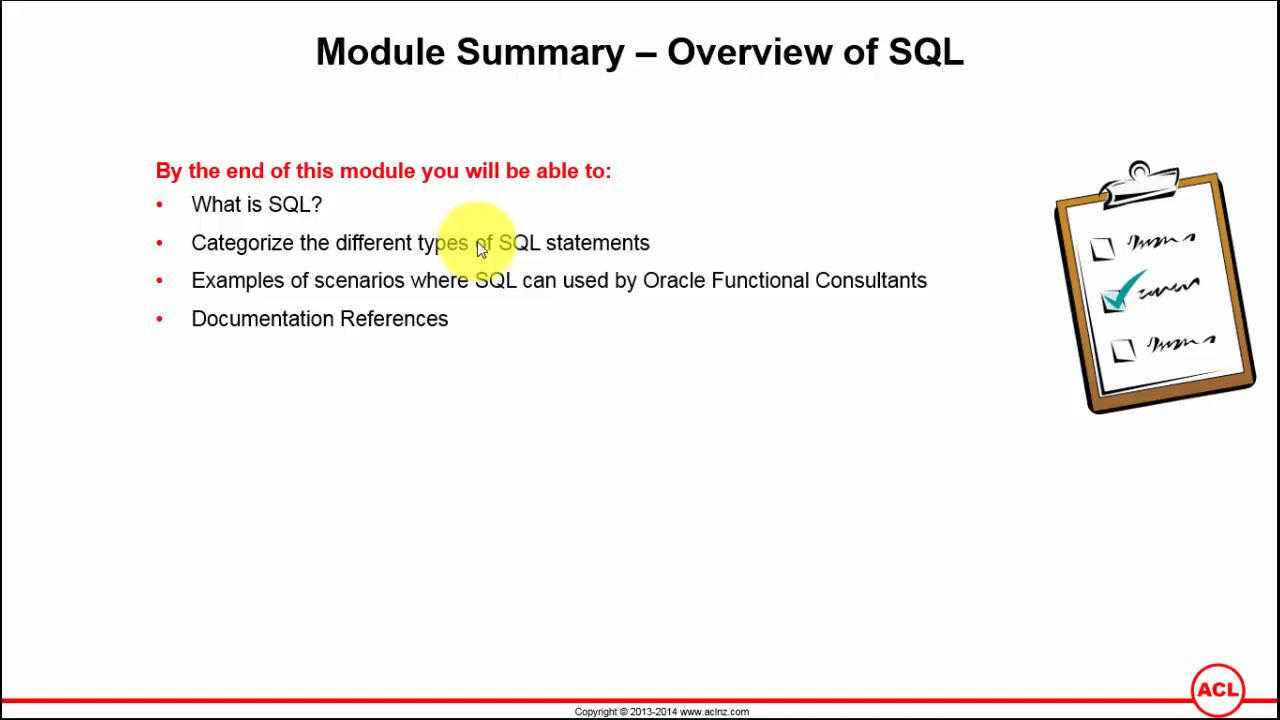 Module Summary – Overview of SQL
By the end of this module you will be able to:
• What is SQL?
• Categorize the different types of SQL statements
• Examples of scenarios where SQL can used by Oracle Functional Consultants
• Documentation References
ACL
Copyright © 2013-2014 www.aclnz.com